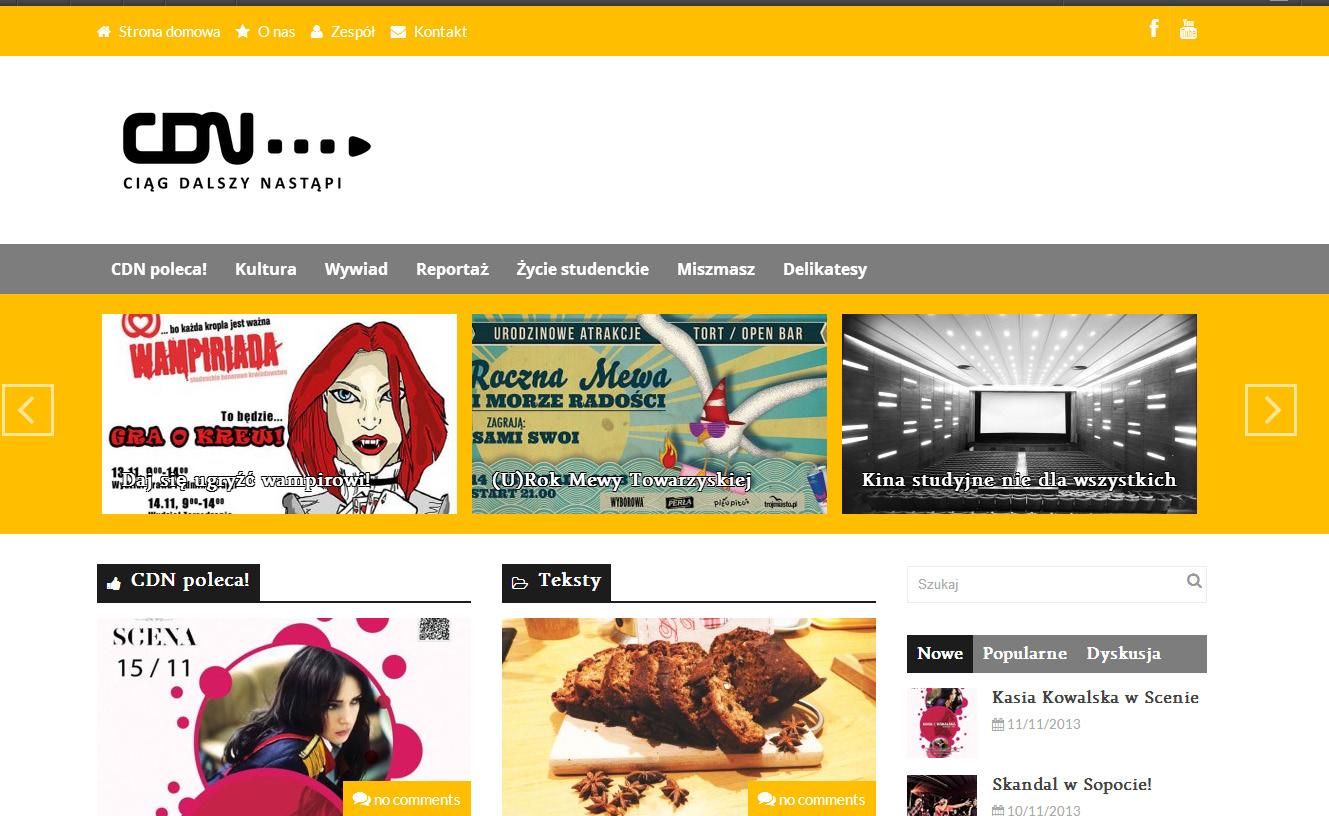 Strona domowa O nas Zespół Kontakt
CDN
CIĄG DALSZY NASTĄPI
CDN poleca! Kultura Wywiad Reportaż Życie studenckie Miszmasz Delikatesy
... bo każda kropla jest ważna
WAMPIRIADA
studenckie honorowe krwiodawstwo
To będzie...
GRA O KREW!
13.11, 9⁰⁰-14⁰⁰
Daj się ugryźć wampirowi!
14.11, 9⁰⁰-14⁰⁰
URODZINOWE ATRAKCJE TORT / OPEN BAR
Roczna Mewa
I MORZE RADOŚCI
ZAGRAJĄ:
SAMI SWOI
(U)Rok Mewy Towarzyskiej
START 21.00
WYBOROWA PERŁA trojmiasto.pl
Kina studyjne nie dla wszystkich
CDN poleca!
SCENA
15 / 11
no comments
Teksty
no comments
Szukaj
Nowe Popularne Dyskusja
Kasia Kowalska w Scenie
11/11/2013
Skandal w Sopocie!
10/11/2013